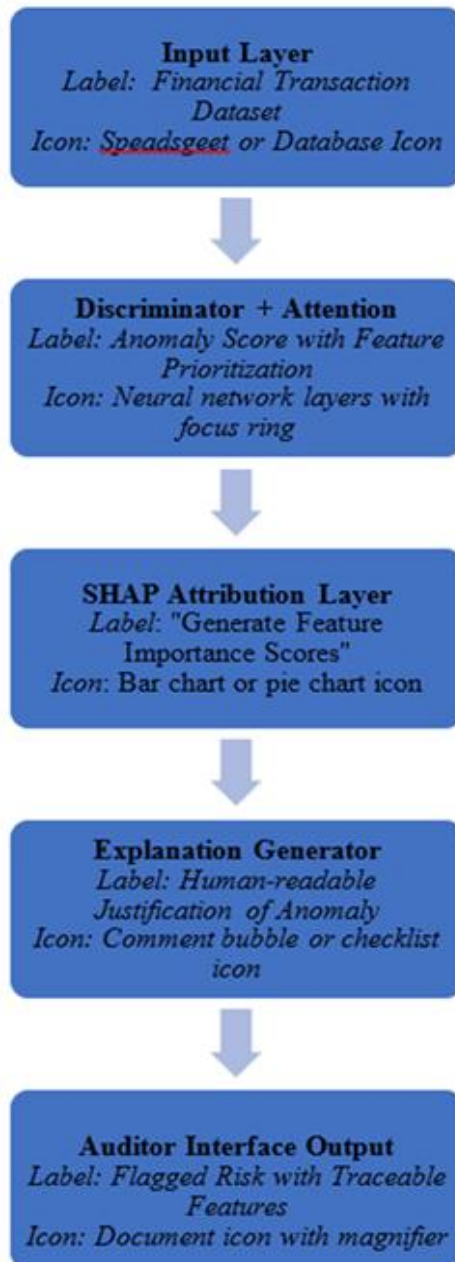 Input Layer
Label: Financial Transaction
Dataset
Icon: Speadsgeet or Database Icon
Discriminator + Attention
Label: Anomaly Score with Feature
Prioritization
Icon: Neural network layers with
focus ring
SHAP Attribution Layer
Label: "Generate Feature
Importance Scores"
Icon: Bar chart or pie chart icon
Explanation Generator
Label: Human-readable
Justification of Anomaly
Icon: Comment bubble or checklist
icon
Auditor Interface Output
Label: Flagged Risk with Traceable
Features
Icon: Document icon with magnifier